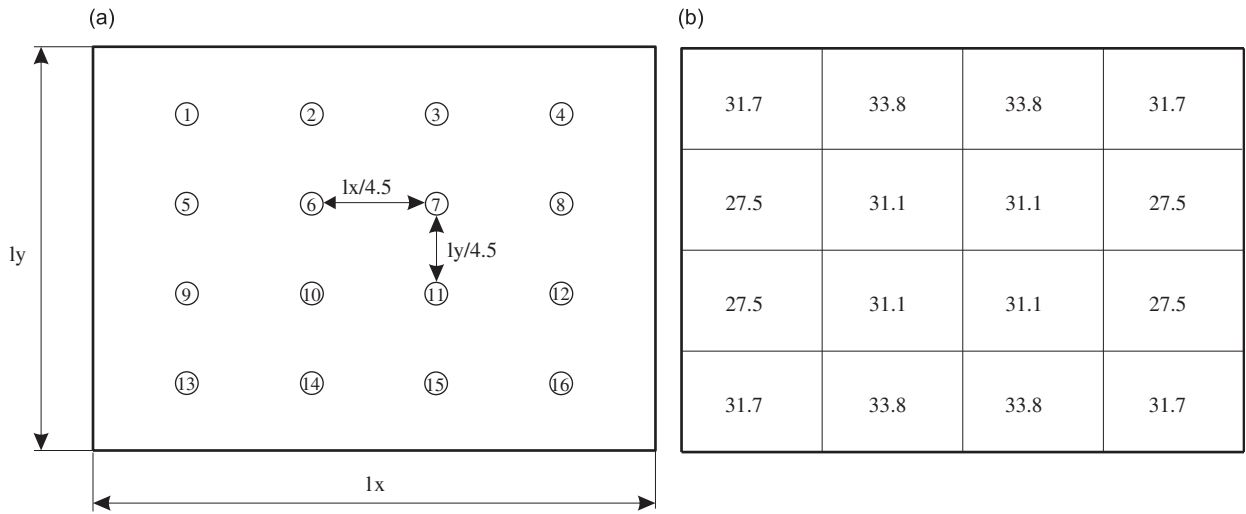 (a)
(b)
1 2 3 4
5 6 lx/4.5 7 8
ly/4.5
9 10 11 12
13 14 15 16
ly
lx
31.7 33.8 33.8 31.7
27.5 31.1 31.1 27.5
27.5 31.1 31.1 27.5
31.7 33.8 33.8 31.7